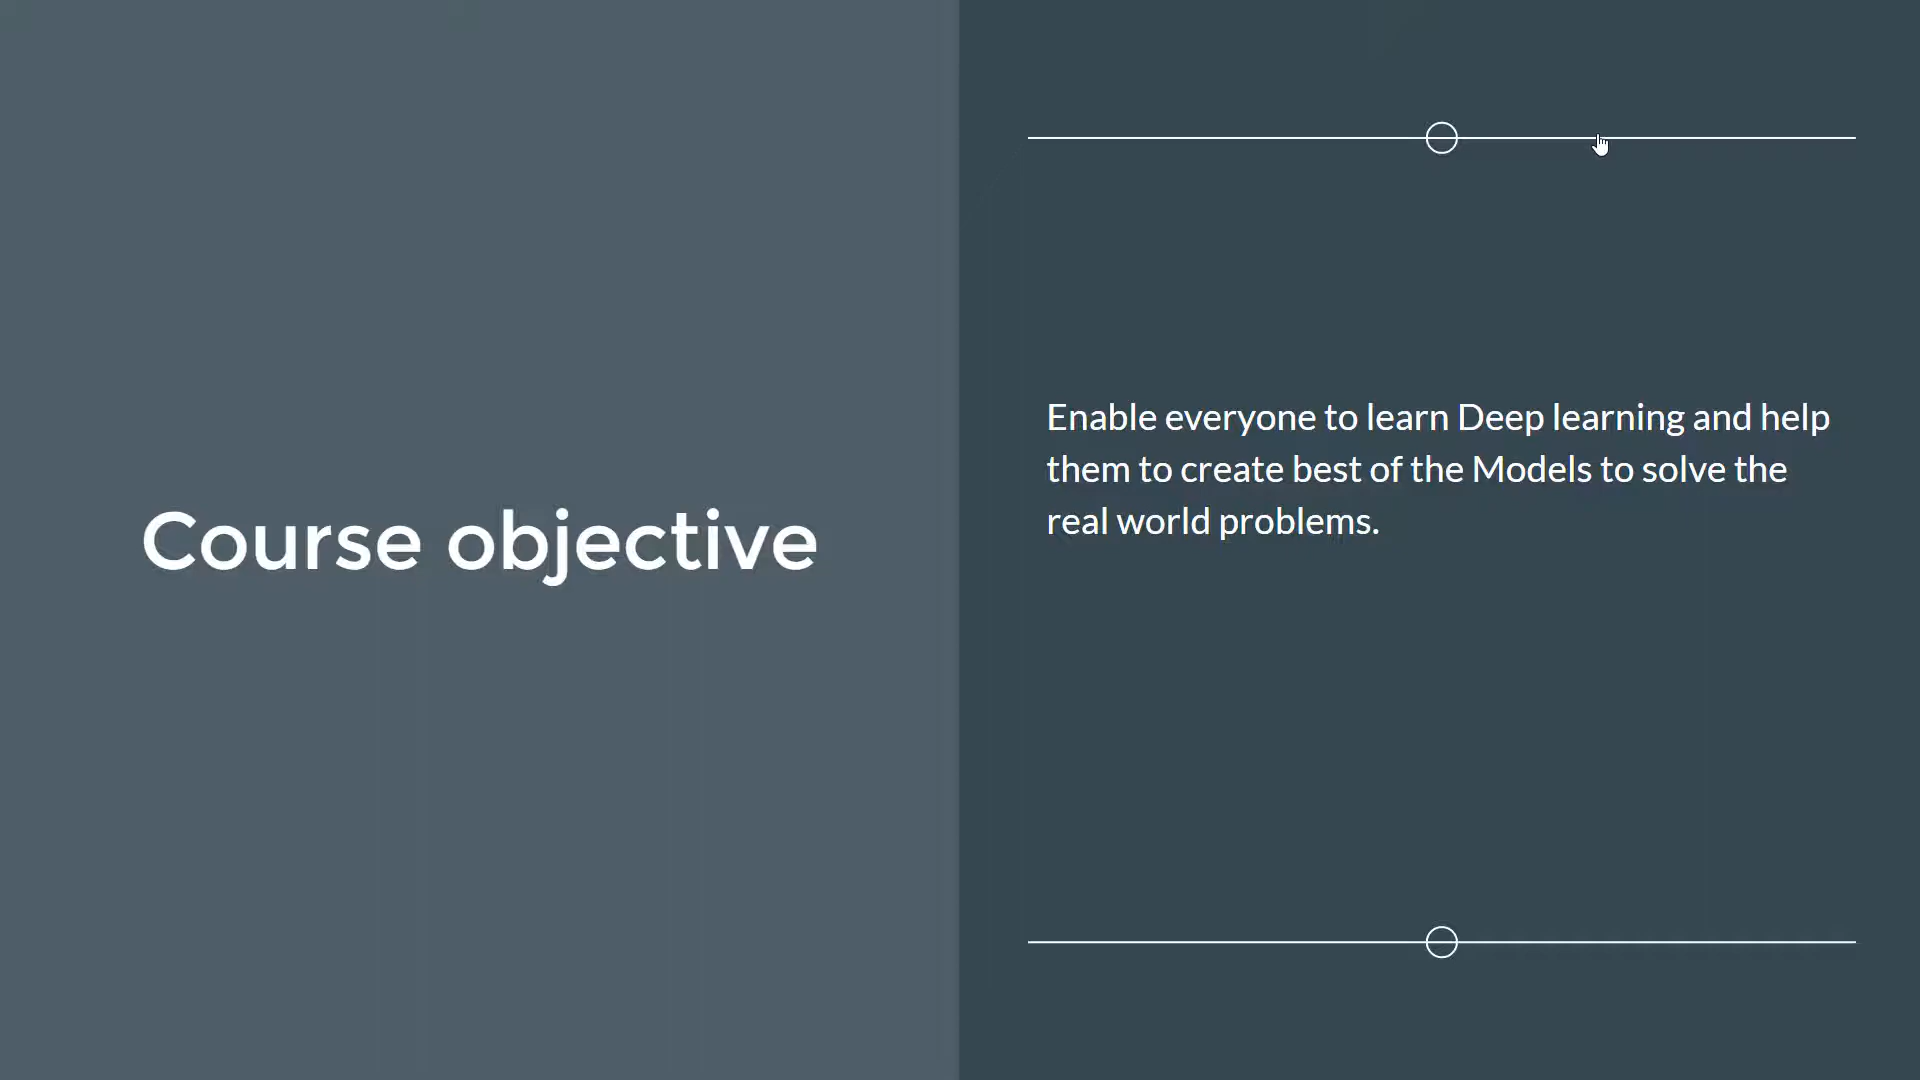 Course objective
Enable everyone to learn Deep learning and help
them to create best of the Models to solve the
real world problems.